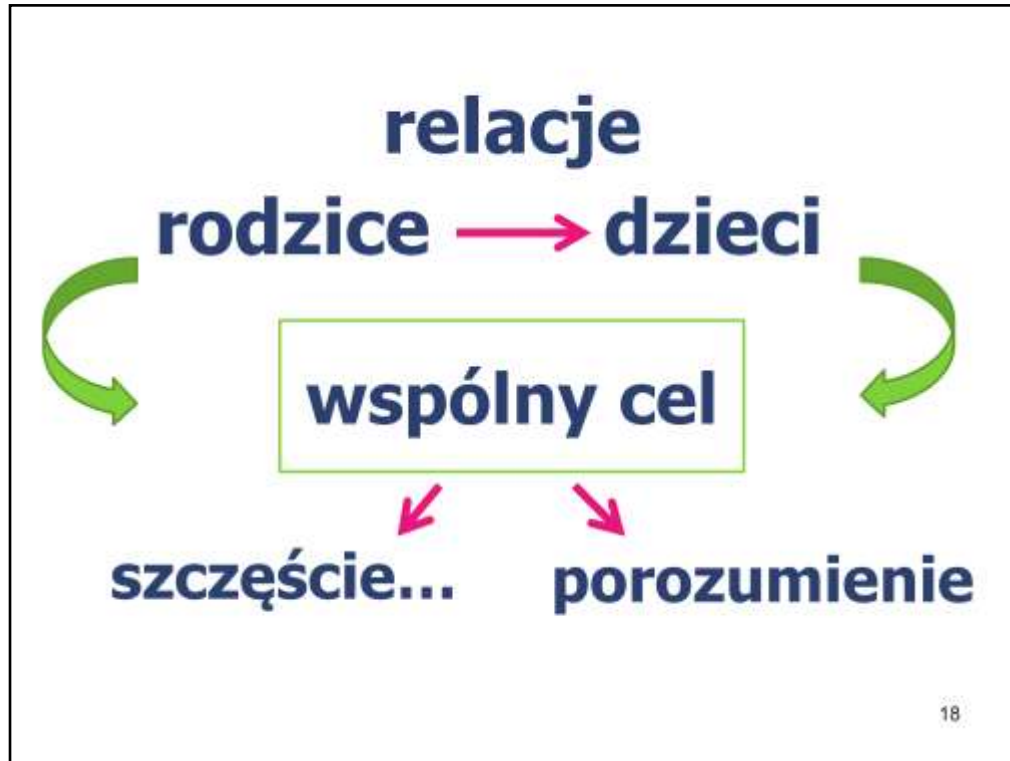 relacje
rodzice dzieci
wspólny cel
szczęście... porozumienie
18